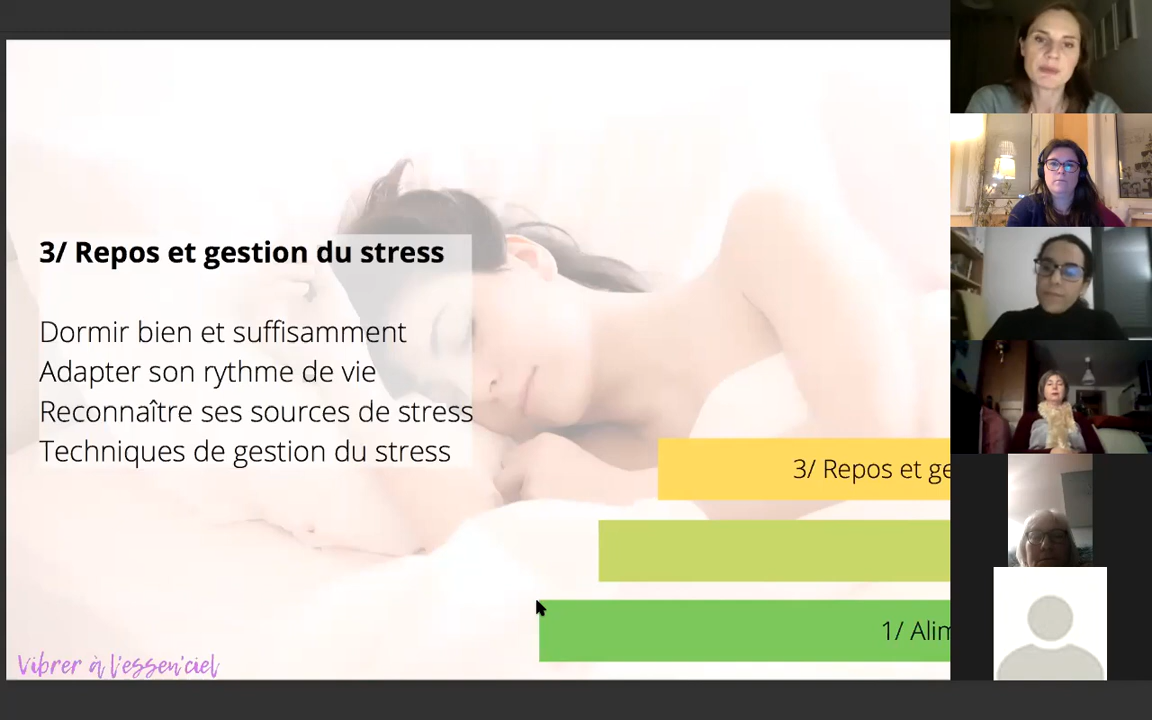 3/ Repos et gestion du stress
Dormir bien et suffisamment
Adapter son rythme de vie
Reconnaître ses sources de stress
Techniques de gestion du stress
3/ Repos et ge
1/ Alim
Vibrer à l'essen'ciel